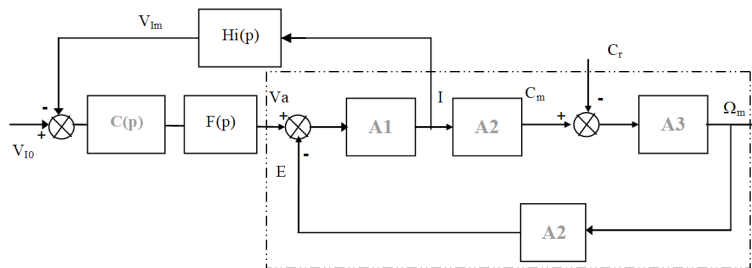 V_Im
Hi(p)
C_r
-
C(p)
F(p)
Va
+
A1
I
A2
C_m
+
-
A3
Ω_m
+
V_I0
-
E
A2